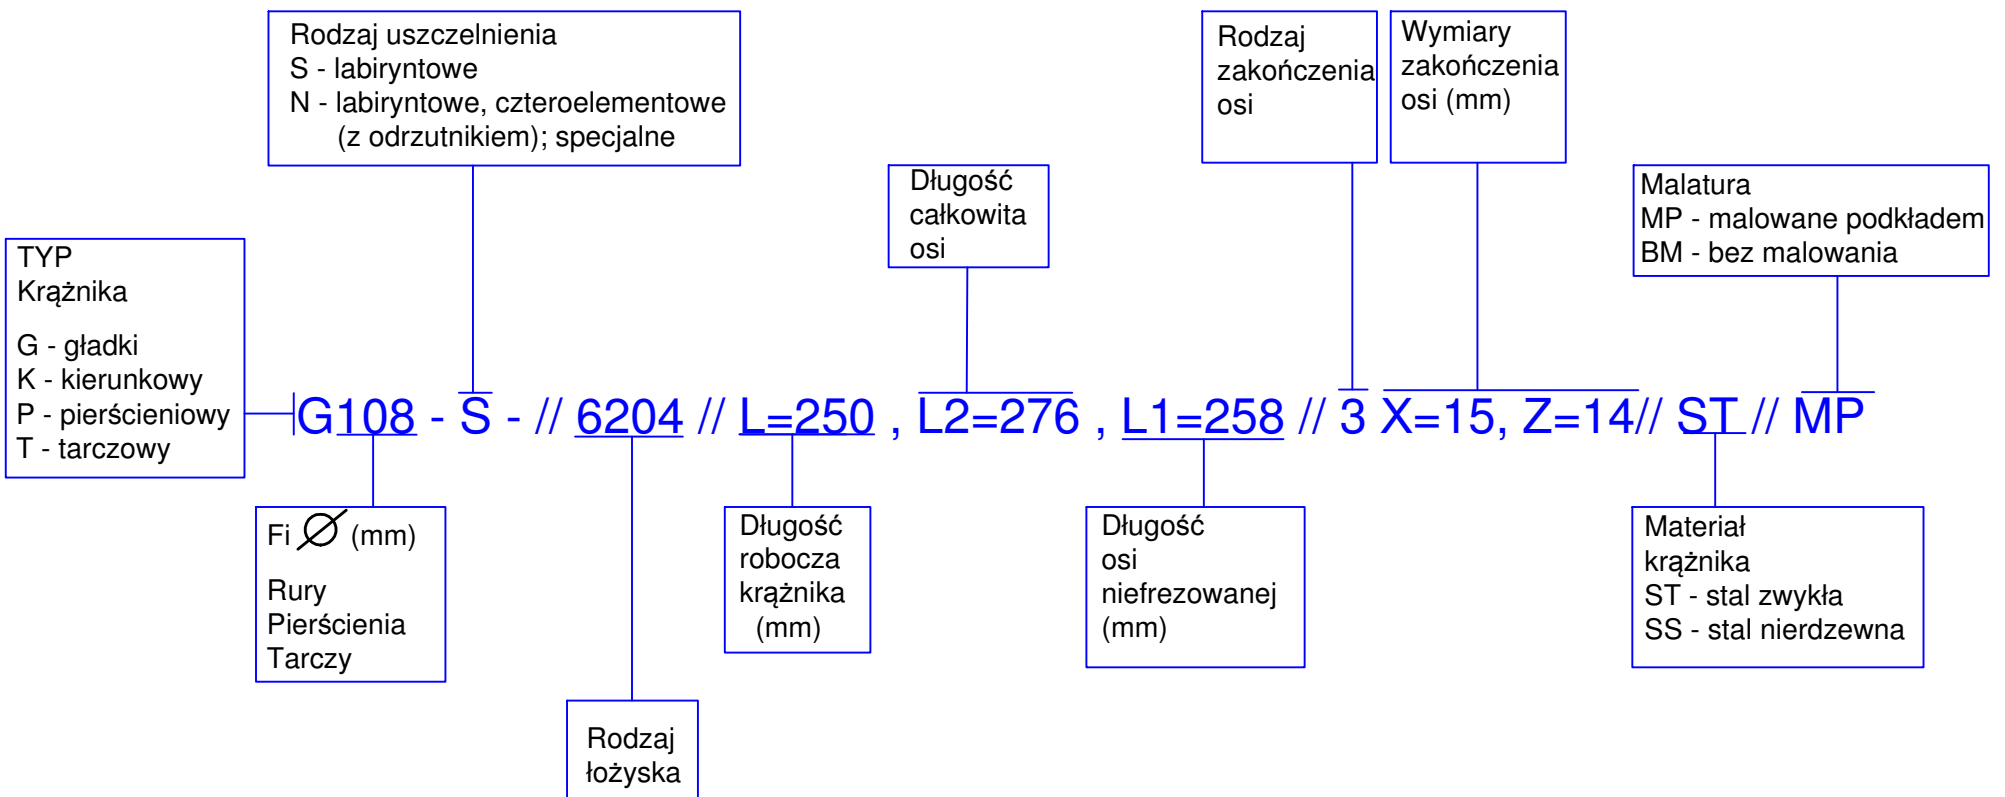 Rodzaj uszczelnienia
S - labiryntowe
N - labiryntowe, czteroelementowe
(z odrzutnikiem); specjalne
Rodzaj
zakończenia
osi
Wymiary
zakończenia
osi (mm)
Długość
całkowita
osi
Malatura
MP - malowane podkładem
BM - bez malowania
TYP
Krążnika
G - gładki
K - kierunkowy
P - pierścieniowy
T - tarczowy
G108 - S - // 6204 // L=250 , L2=276 , L1=258 // 3 X=15, Z=14// ST // MP
Fi Ø (mm)
Rury
Pierścienia
Tarczy
Długość
robocza
krążnika
(mm)
Długość
osi
niefrezowanej
(mm)
Materiał
krążnika
ST - stal zwykła
SS - stal nierdzewna
Rodzaj
łożyska